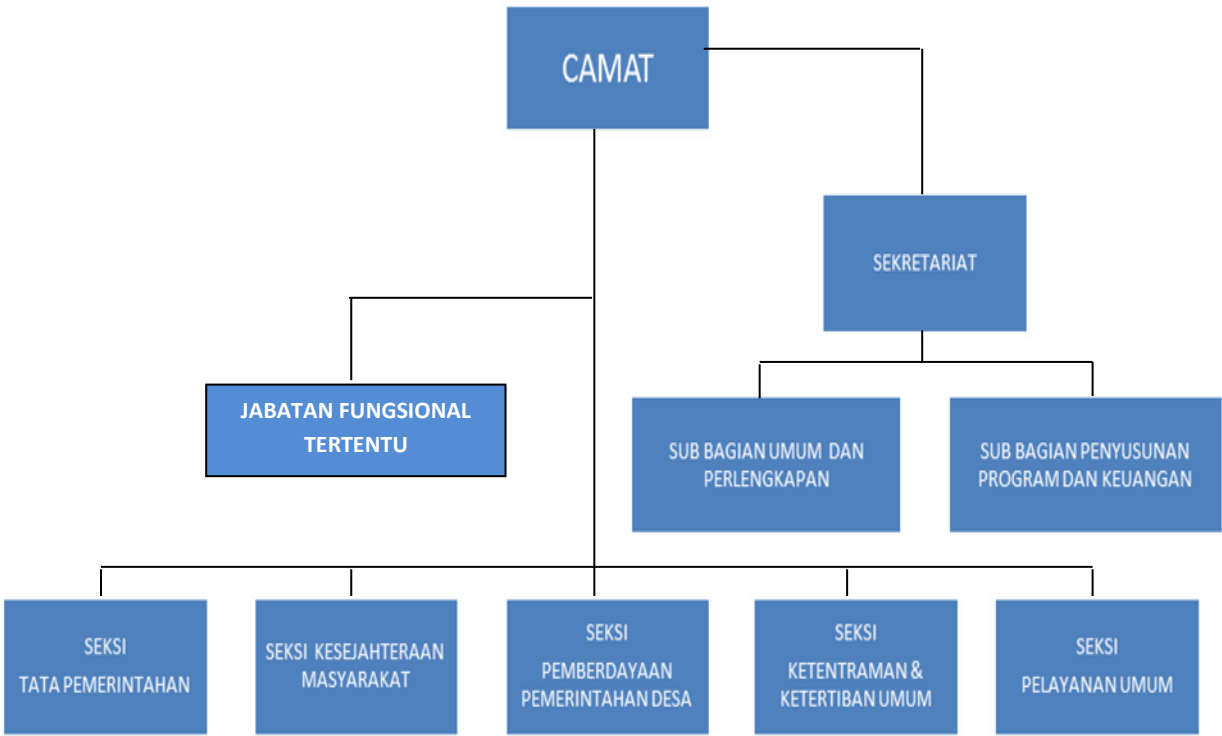 CAMAT
SEKRETARIAT
JABATAN FUNGSIONAL
TERTENTU
SUB BAGIAN UMUM DAN
PERLENGKAPAN
SUB BAGIAN PENYUSUNAN
PROGRAM DAN KEUANGAN
SEKSI
TATA PEMERINTAHAN
SEKSI KESEJAHTERAAN
MASYARAKAT
SEKSI
PEMBERDAYAAN
PEMERINTAHAN DESA
SEKSI
KETENTRAMAN &
KETERTIBAN UMUM
SEKSI
PELAYANAN UMUM